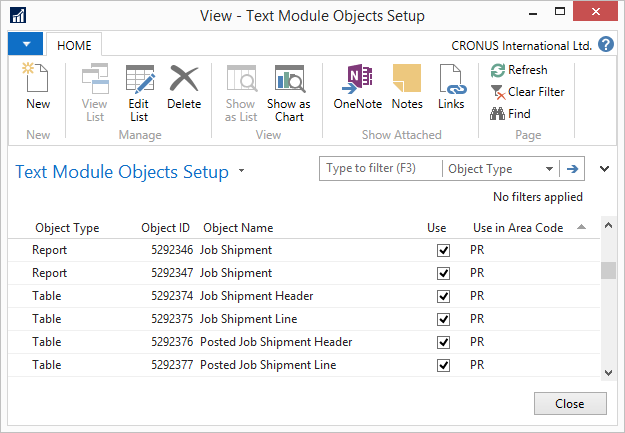 View - Text Module Objects Setup
HOME
CRONUS International Ltd.
New
View List
Edit List
Delete
Show as List
Show as Chart
OneNote
Notes
Links
Refresh
Clear Filter
Find
New
Manage
View
Show Attached
Page
Text Module Objects Setup
Type to filter (F3)
Object Type
No filters applied
Object Type Object ID Object Name Use Use in Area Code
Report 5292346 Job Shipment PR
Report 5292347 Job Shipment PR
Table 5292374 Job Shipment Header PR
Table 5292375 Job Shipment Line PR
Table 5292376 Posted Job Shipment Header PR
Table 5292377 Posted Job Shipment Line PR
Close